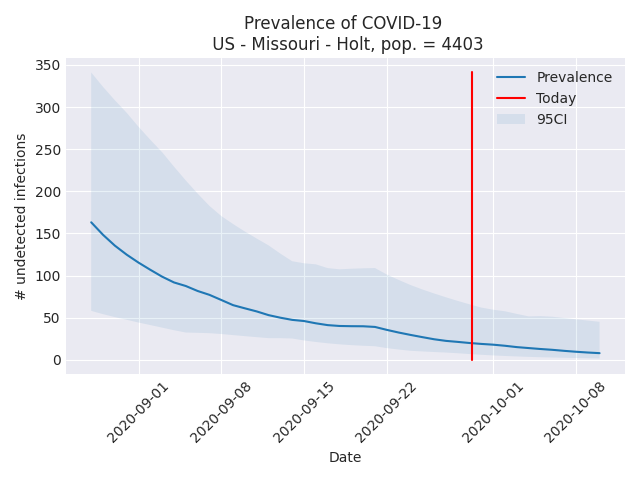 Prevalence of COVID-19
US - Missouri - Holt, pop. = 4403
350
300
250
200
150
100
50
0
# undetected infections
Prevalence
Today
95CI
2020-09-01
2020-09-08
2020-09-15
2020-09-22
2020-10-01
2020-10-08
Date